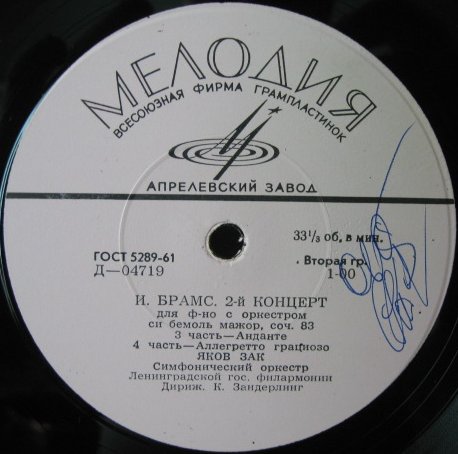 МЕЛОДИЯ
ВСЕСОЮЗНАЯ ФИРМА ГРАМПЛАСТИНОК
АПРЕЛЕВСКИЙ ЗАВОД
33⅓ об. в мин.
ГОСТ 5289-61
Вторая гр.
Д—04719
1-00
И. БРАМС. 2-й КОНЦЕРТ
для ф-но с оркестром
си бемоль мажор, соч. 83
3 часть—Анданте
4 часть—Аллегретто грациозо
ЯКОВ ЗАК
Симфонический оркестр
Ленинградской гос. филармонии
Дириж. К. Зандерлинг